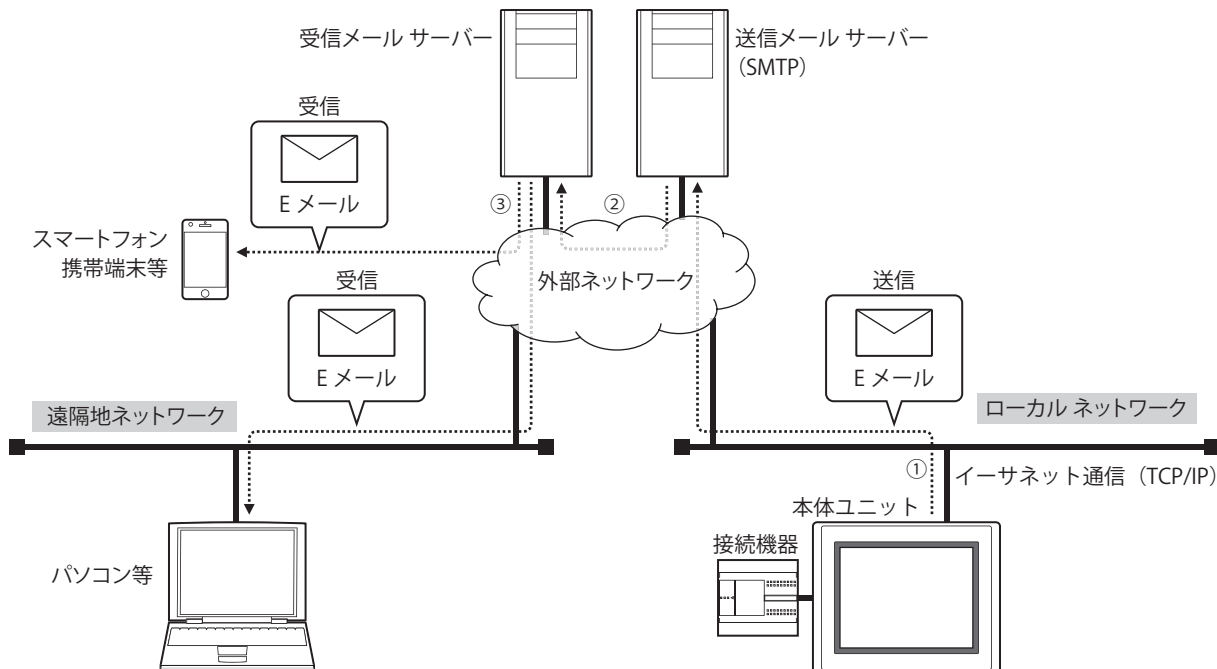 受信メール サーバー
送信メール サーバー
（SMTP）
受信
E メール
③
②
スマートフォン
携帯端末等
外部ネットワーク
受信
E メール
送信
E メール
遠隔地ネットワーク
ローカル ネットワーク
①
イーサネット通信（TCP/IP）
本体ユニット
接続機器
パソコン等